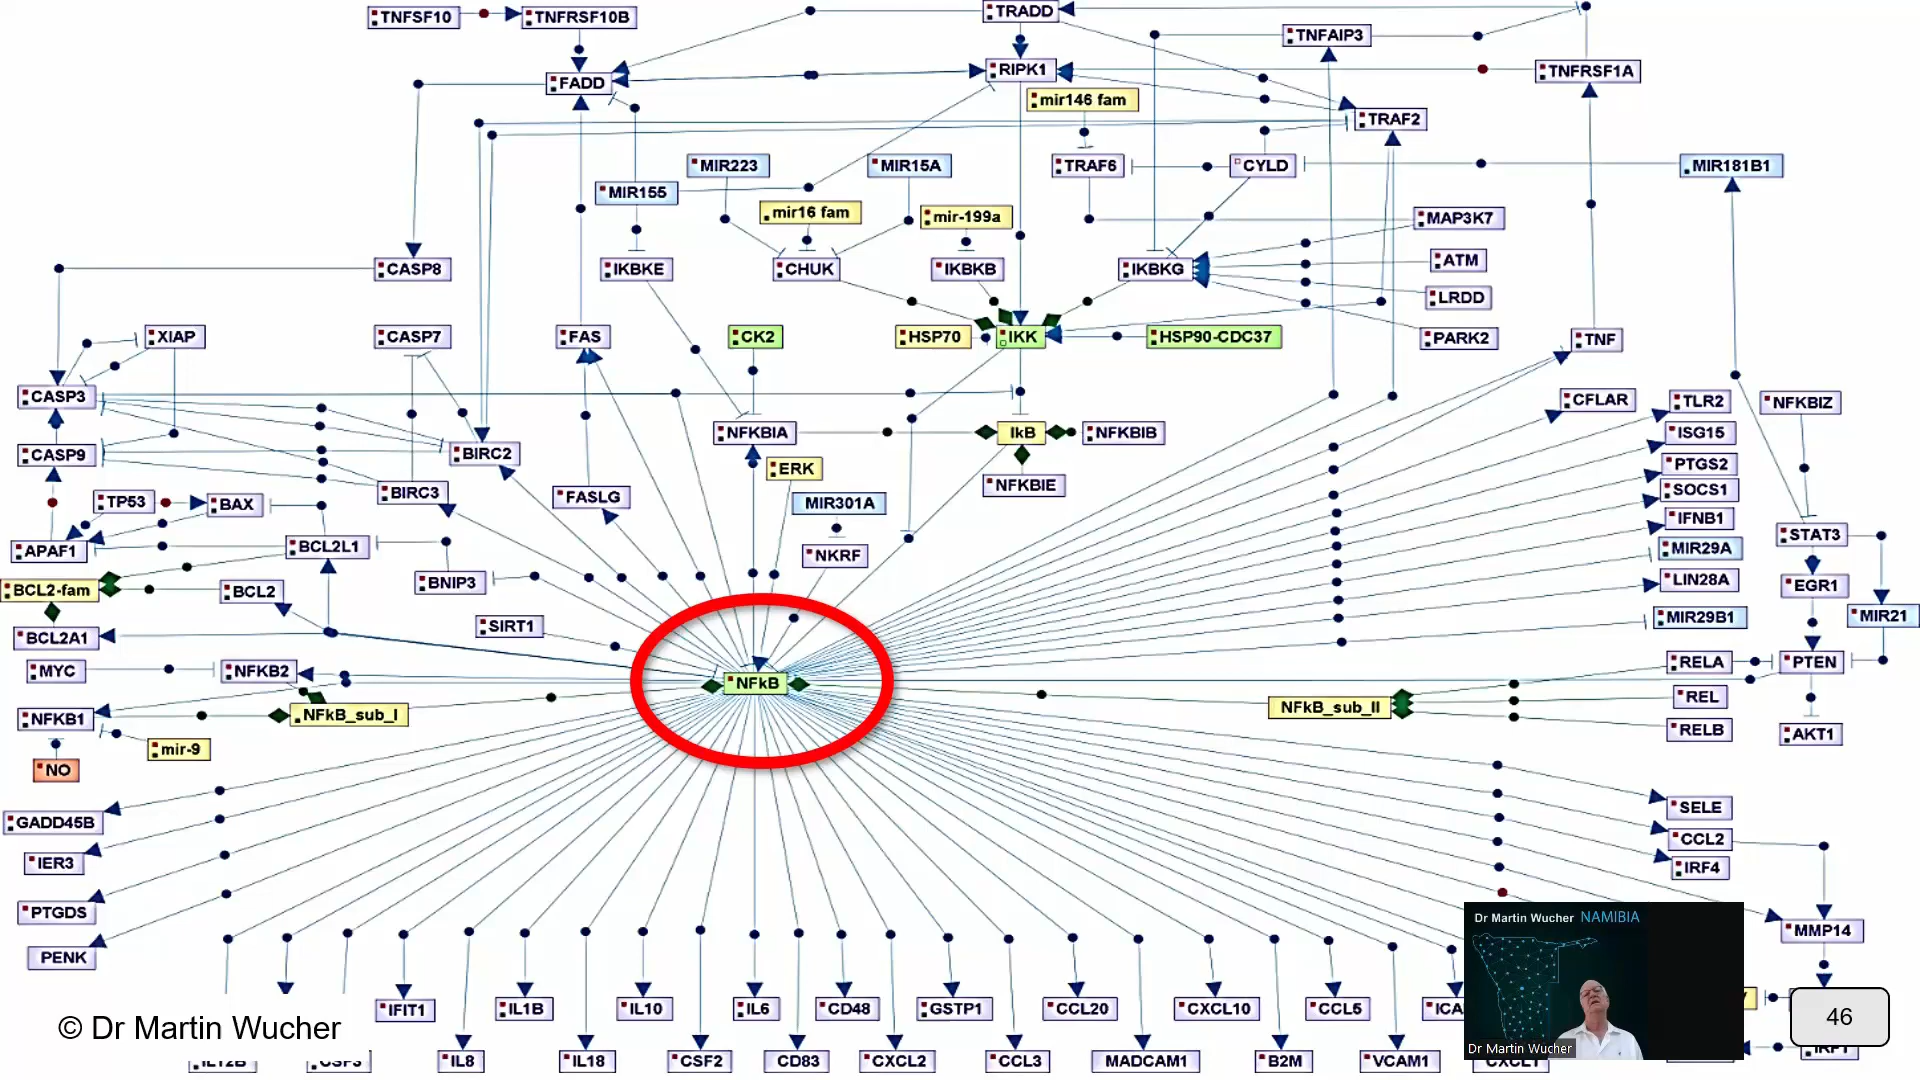 TNFSF10
TNFRSF10B
TRADD
TNFAIP3
FADD
RIPK1
TNFRSF1A
mir146 fam
TRAF2
MIR223
MIR15A
TRAF6
CYLD
MIR181B1
MIR155
mir16 fam
mir-199a
MAP3K7
CASP8
IKBKE
CHUK
IKBKB
IKBKG
ATM
LRDD
XIAP
CASP7
FAS
CK2
HSP70
IKK
HSP90-CDC37
PARK2
TNF
CASP3
CFLAR
TLR2
NFKBIZ
NFKBIA
IkB
NFKBIB
ISG15
CASP9
BIRC2
ERK
PTGS2
NFKBIE
BIRC3
FASLG
SOCS1
TP53
BAX
MIR301A
IFNB1
APAF1
BCL2L1
NKRF
STAT3
MIR29A
BNIP3
LIN28A
EGR1
BCL2-fam
BCL2
MIR29B1
MIR21
BCL2A1
SIRT1
MYC
NFKB2
NFkB
RELA
PTEN
REL
NFKB1
NFkB_sub_I
NFkB_sub_II
RELB
AKT1
mir-9
NO
GADD45B
SELE
IER3
CCL2
IRF4
PTGDS
MMP14
PENK
Dr Martin Wucher NAMIBIA
IFIT1
IL1B
IL10
IL6
CD48
GSTP1
CCL20
CXCL10
CCL5
ICA
46
© Dr Martin Wucher
Dr Martin Wucher
IL12B
CSF3
IL8
IL18
CSF2
CD83
CXCL2
CCL3
MADCAM1
B2M
VCAM1
CXCL1
IRF1